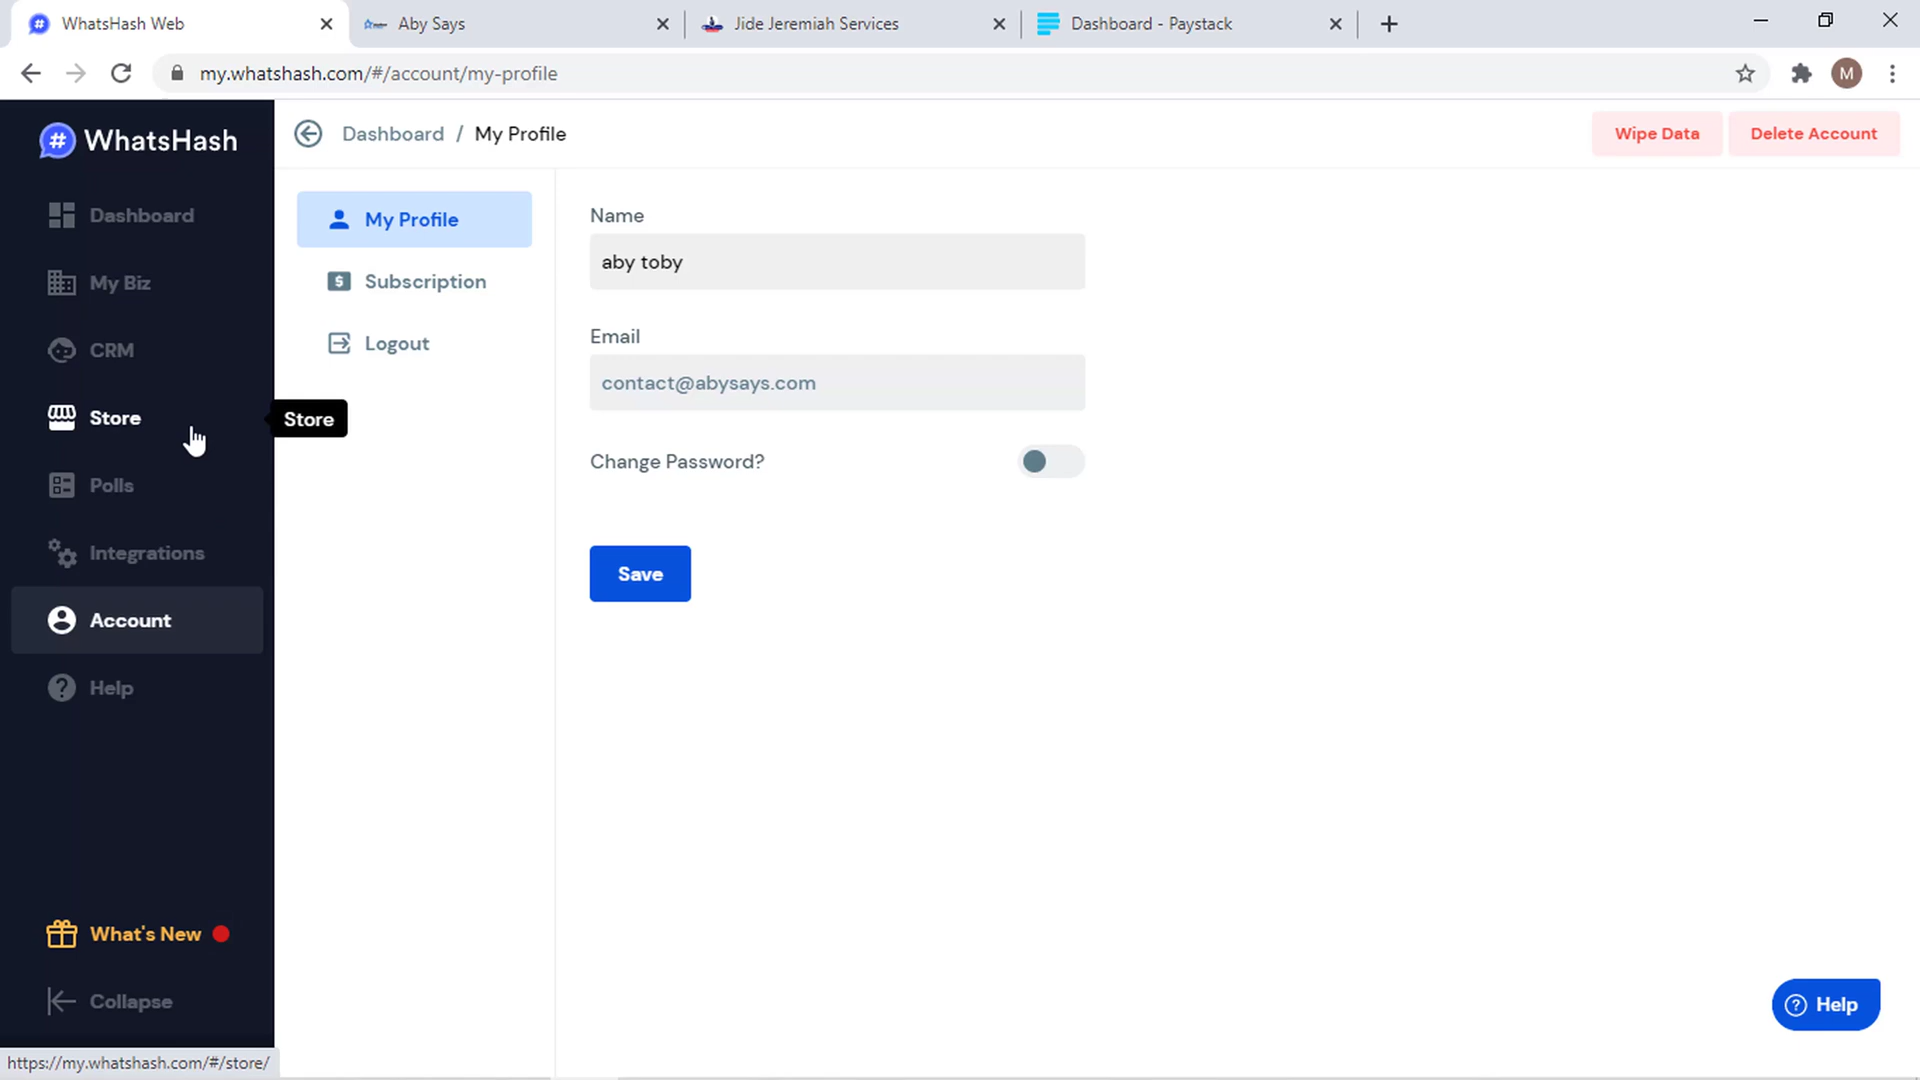 WhatsHash Web
Aby Says
Jide Jeremiah Services
Dashboard - Paystack
my.whatshash.com/#/account/my-profile
M
# WhatsHash
Dashboard / My Profile
Wipe Data
Delete Account
Dashboard
My Biz
CRM
Store
Store
Polls
Integrations
Account
Help
What's New
Collapse
My Profile
Subscription
Logout
Name
aby toby
Email
contact@abysays.com
Change Password?
Save
Help
https://my.whatshash.com/#/store/